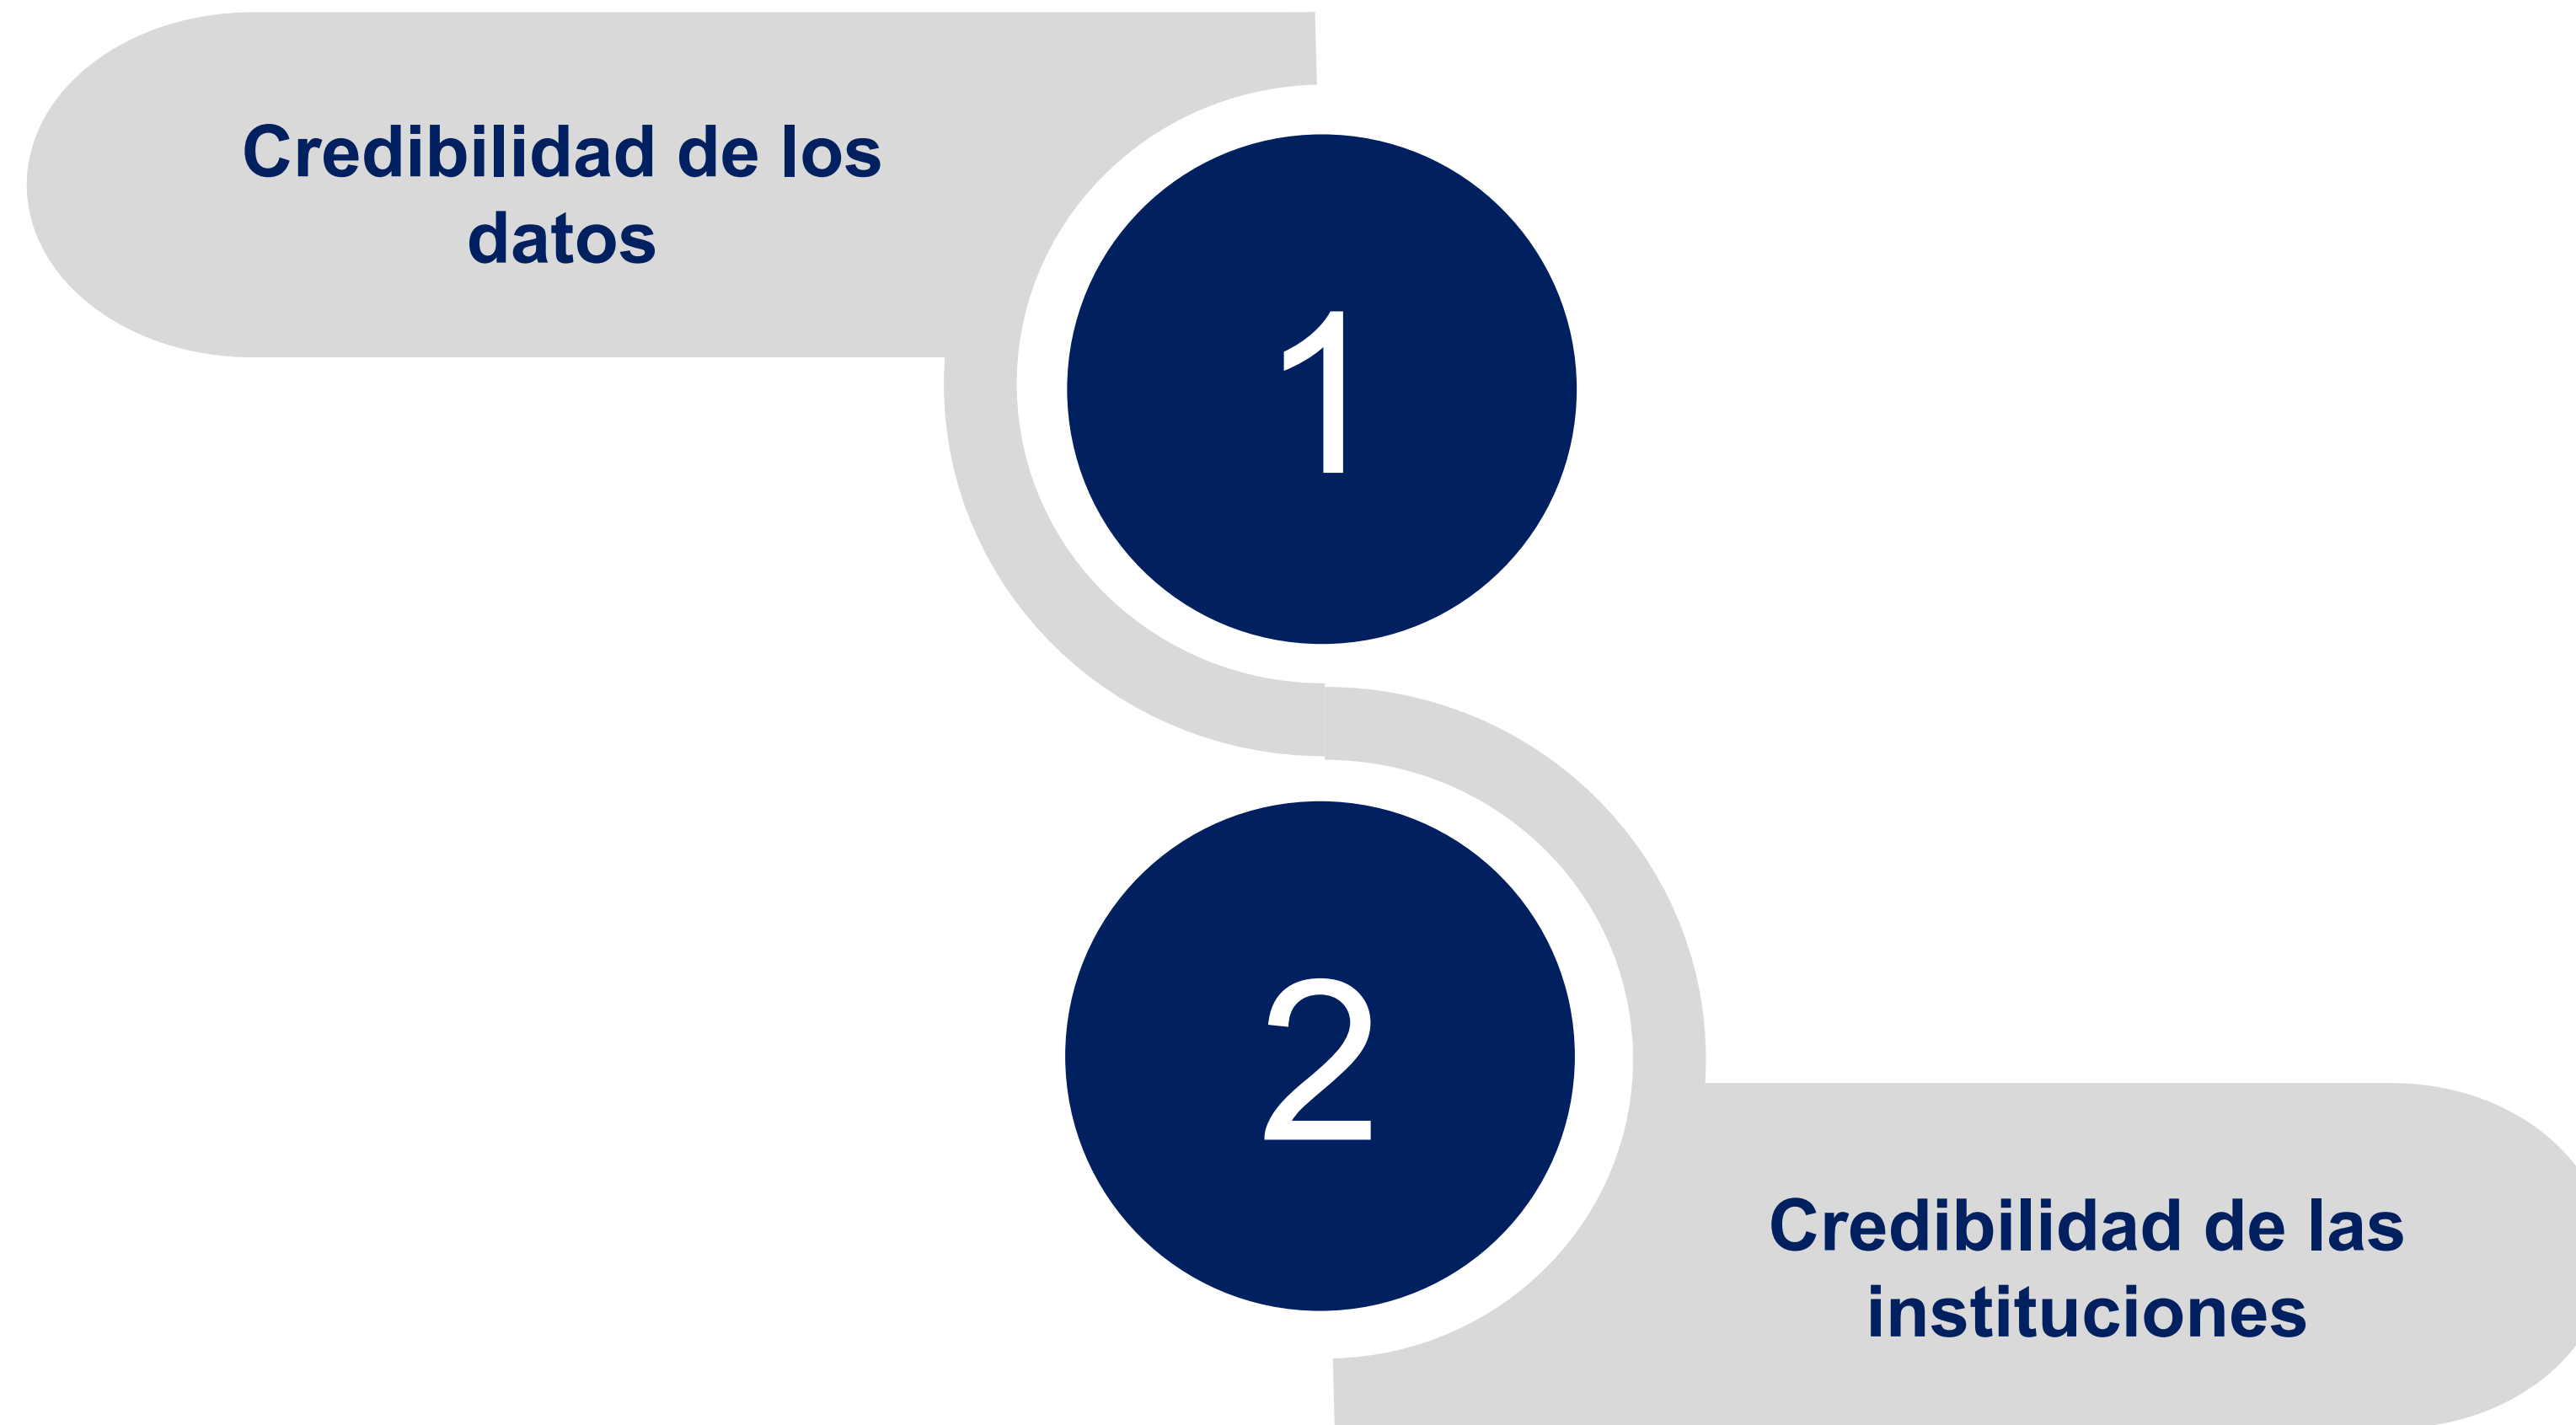 Credibilidad de los
datos
1
2
Credibilidad de las
instituciones